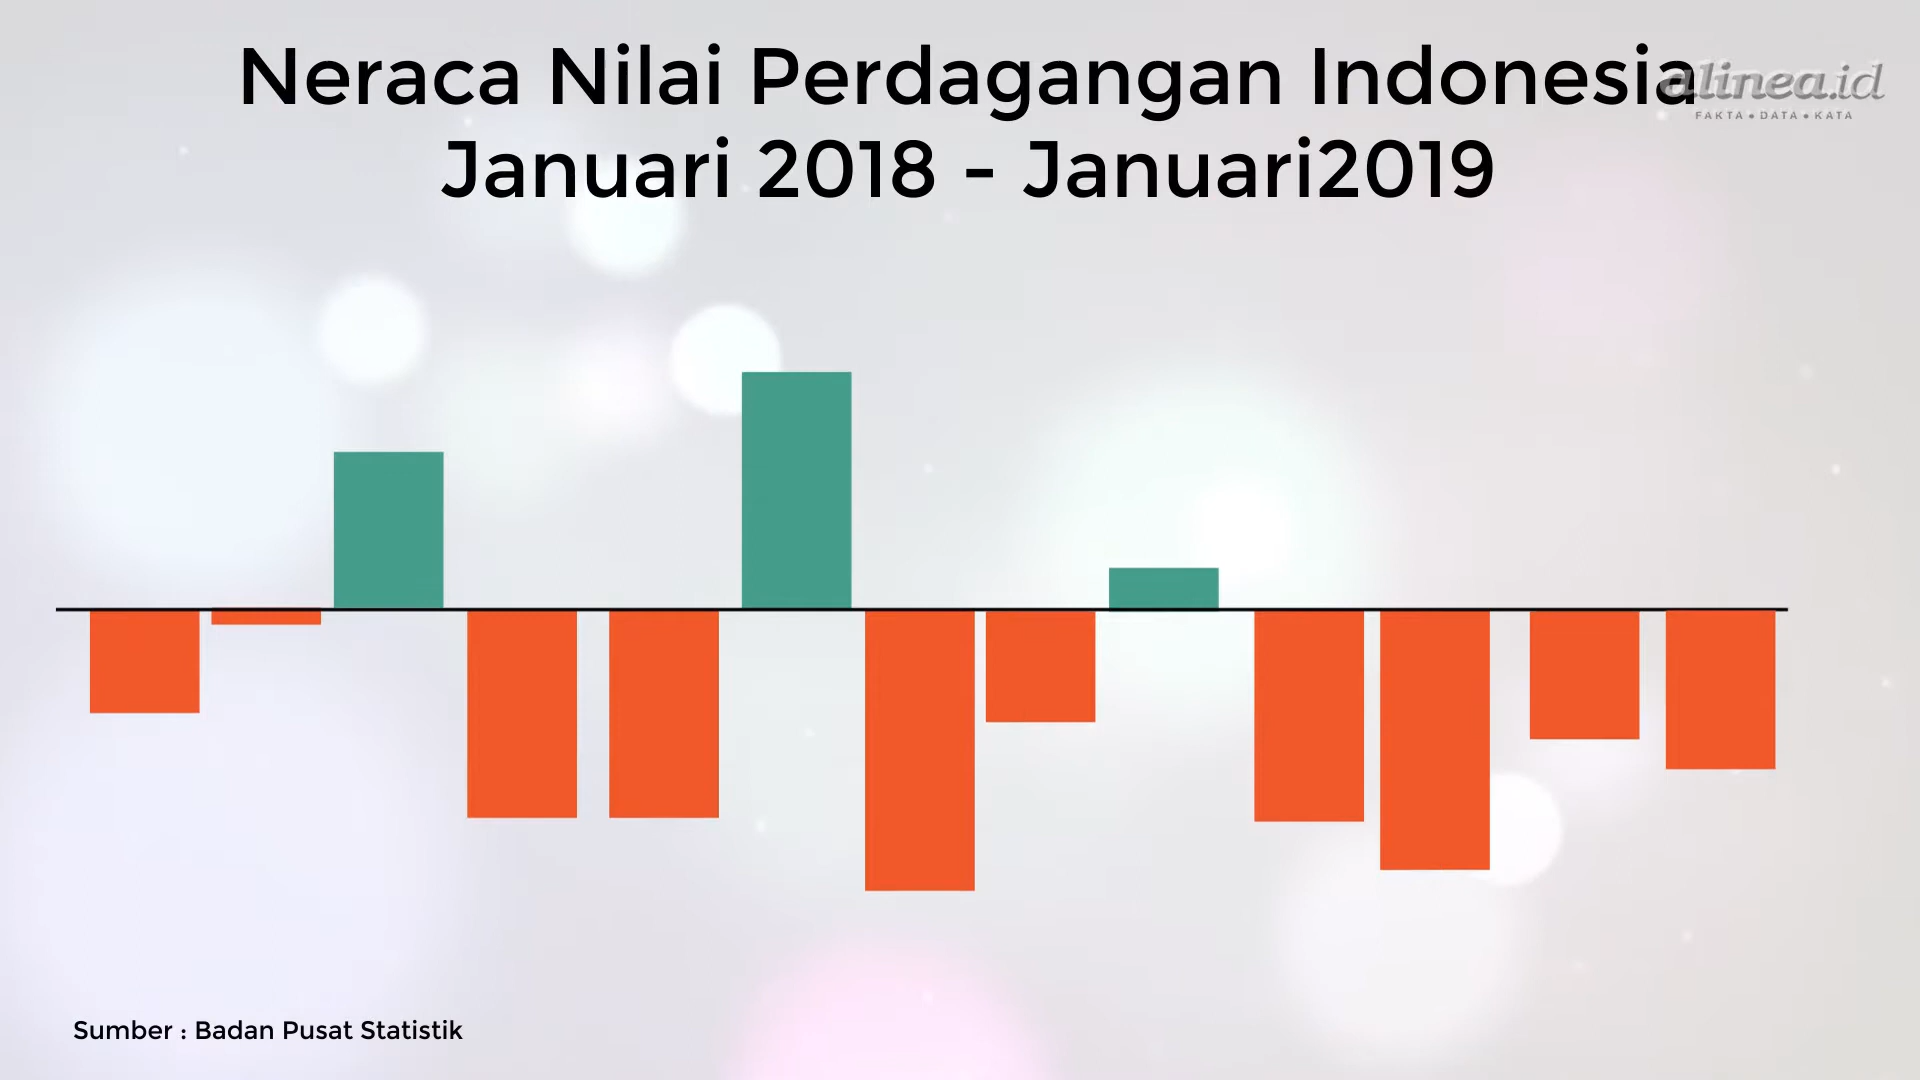 Neraca Nilai Perdagangan Indonesia
Januari 2018 - Januari2019
alinea.id
FAKTA • DATA • KATA
Sumber : Badan Pusat Statistik